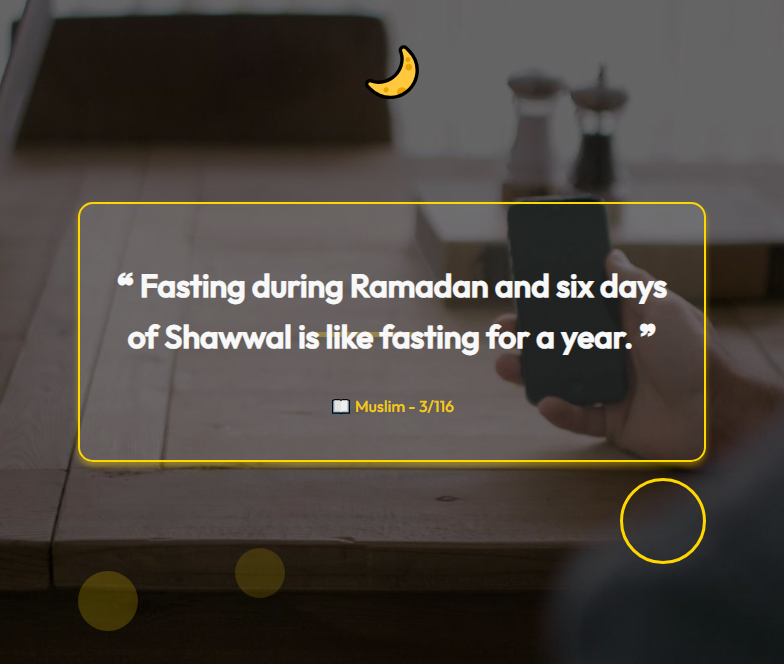 “ Fasting during Ramadan and six days
of Shawwal is like fasting for a year. ”
📖 Muslim - 3/116